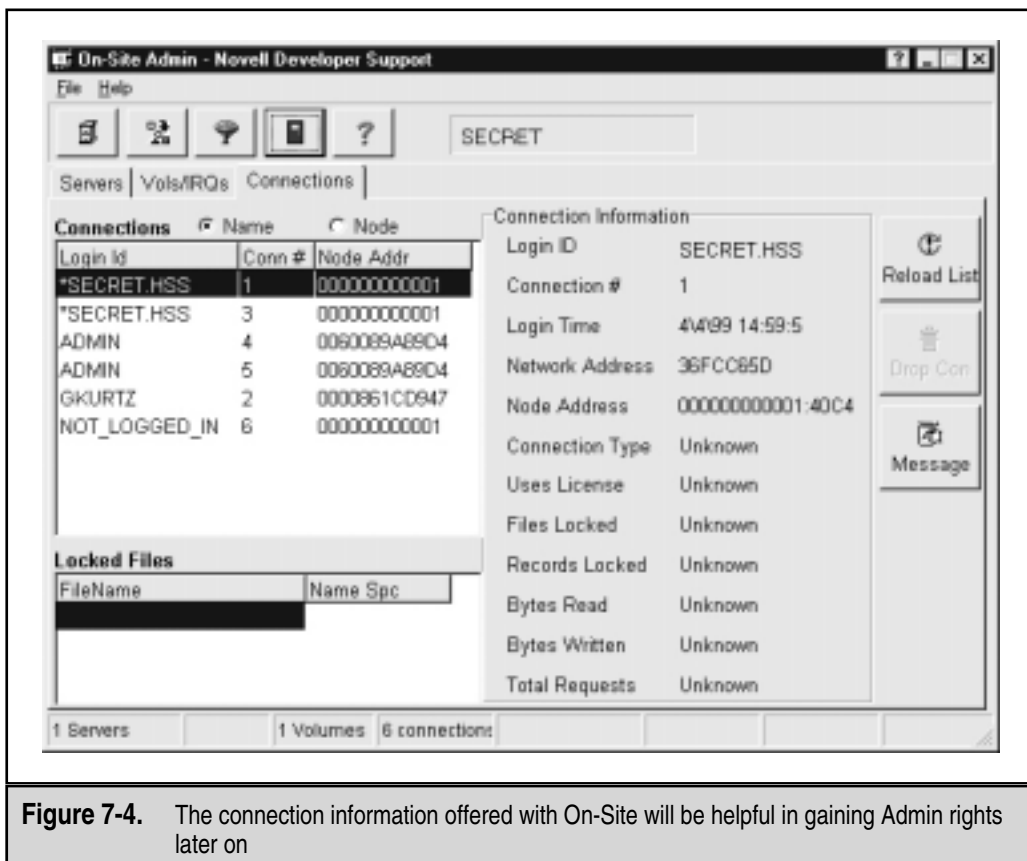 On-Site Admin - Novell Developer Support
File Help
SECRET
Servers Vols/IRQs Connections
Connections Name Node
Login Id Conn # Node Addr
*SECRET.HSS 1 000000000001
*SECRET.HSS 3 000000000001
ADMIN 4 0060089A89D4
ADMIN 5 0060089A89D4
GKURTZ 2 0000861CD947
NOT_LOGGED_IN 6 000000000001
Locked Files
FileName Name Spc
Connection Information
Login ID SECRET.HSS
Connection # 1
Login Time 4\4\99 14:59:5
Network Address 36FCC65D
Node Address 000000000001:40C4
Connection Type Unknown
Uses License Unknown
Files Locked Unknown
Records Locked Unknown
Bytes Read Unknown
Bytes Written Unknown
Total Requests Unknown
Reload List
Drop Con
Message
1 Servers 1 Volumes 6 connections
Figure 7-4. The connection information offered with On-Site will be helpful in gaining Admin rights
later on